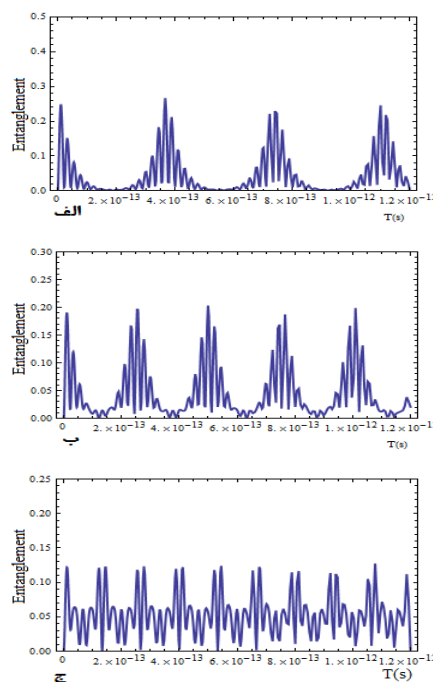 0.5
0.4
0.3
0.2
0.1
0.0
Entanglement
0 2.×10⁻¹³ 4.×10⁻¹³ 6.×10⁻¹³ 8.×10⁻¹³ 1.×10⁻¹² 1.2×10⁻¹²
T(s)
الف
0.30
0.25
0.20
0.15
0.10
0.05
0.00
Entanglement
0 2.×10⁻¹³ 4.×10⁻¹³ 6.×10⁻¹³ 8.×10⁻¹³ 1.×10⁻¹² 1.2×10⁻¹
T(s)
ب
0.25
0.20
0.15
0.10
0.05
0.00
Entanglement
0 2.×10⁻¹³ 4.×10⁻¹³ 6.×10⁻¹³ 8.×10⁻¹³ 1.×10⁻¹² 1.2×10⁻¹²
T(s)
ج